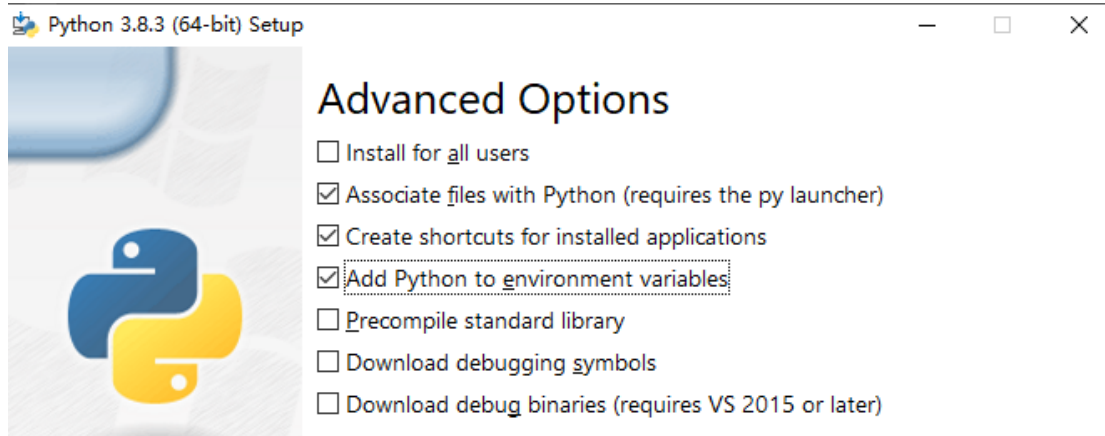 Python 3.8.3 (64-bit) Setup
Advanced Options
Install for all users
Associate files with Python (requires the py launcher)
Create shortcuts for installed applications
Add Python to environment variables
Precompile standard library
Download debugging symbols
Download debug binaries (requires VS 2015 or later)